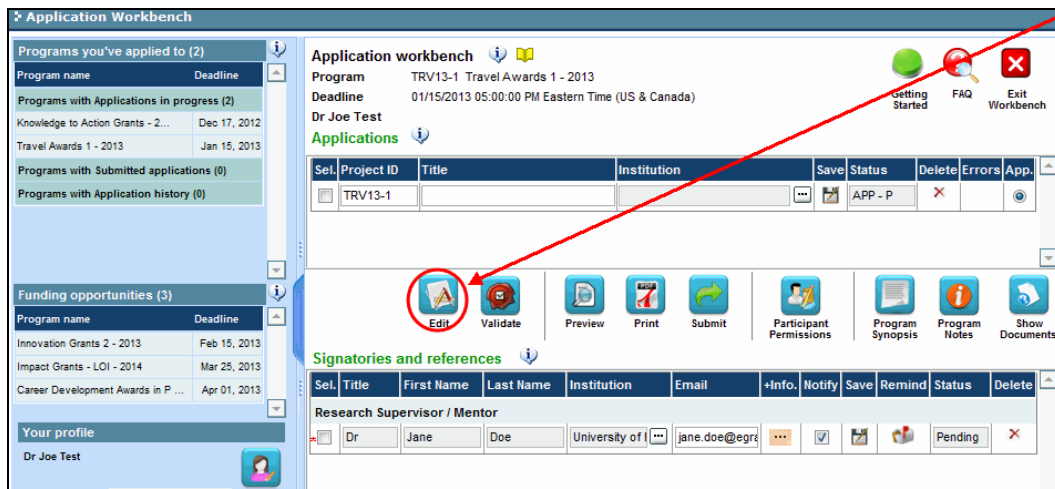 Application Workbench
Programs you've applied to (2)
Program name Deadline
Programs with Applications in progress (2)
Knowledge to Action Grants - 2... Dec 17, 2012
Travel Awards 1 - 2013 Jan 15, 2013
Programs with Submitted applications (0)
Programs with Application history (0)
Funding opportunities (3)
Program name Deadline
Innovation Grants 2 - 2013 Feb 15, 2013
Impact Grants - LOI - 2014 Mar 25, 2013
Career Development Awards in P ... Apr 01, 2013
Your profile
Dr Joe Test
Application workbench
Program TRV13-1 Travel Awards 1 - 2013
Deadline 01/15/2013 05:00:00 PM Eastern Time (US & Canada)
Dr Joe Test
Getting Started
FAQ
Exit Workbench
Applications
Sel. Project ID Title Institution Save Status Delete Errors App.
TRV13-1 ... APP - P
Edit Validate Preview Print Submit Participant Permissions Program Synopsis Program Notes Show Documents
Signatories and references
Sel. Title First Name Last Name Institution Email +Info. Notify Save Remind Status Delete
Research Supervisor / Mentor
* Dr Jane Doe University of ... jane.doe@egra ... Pending